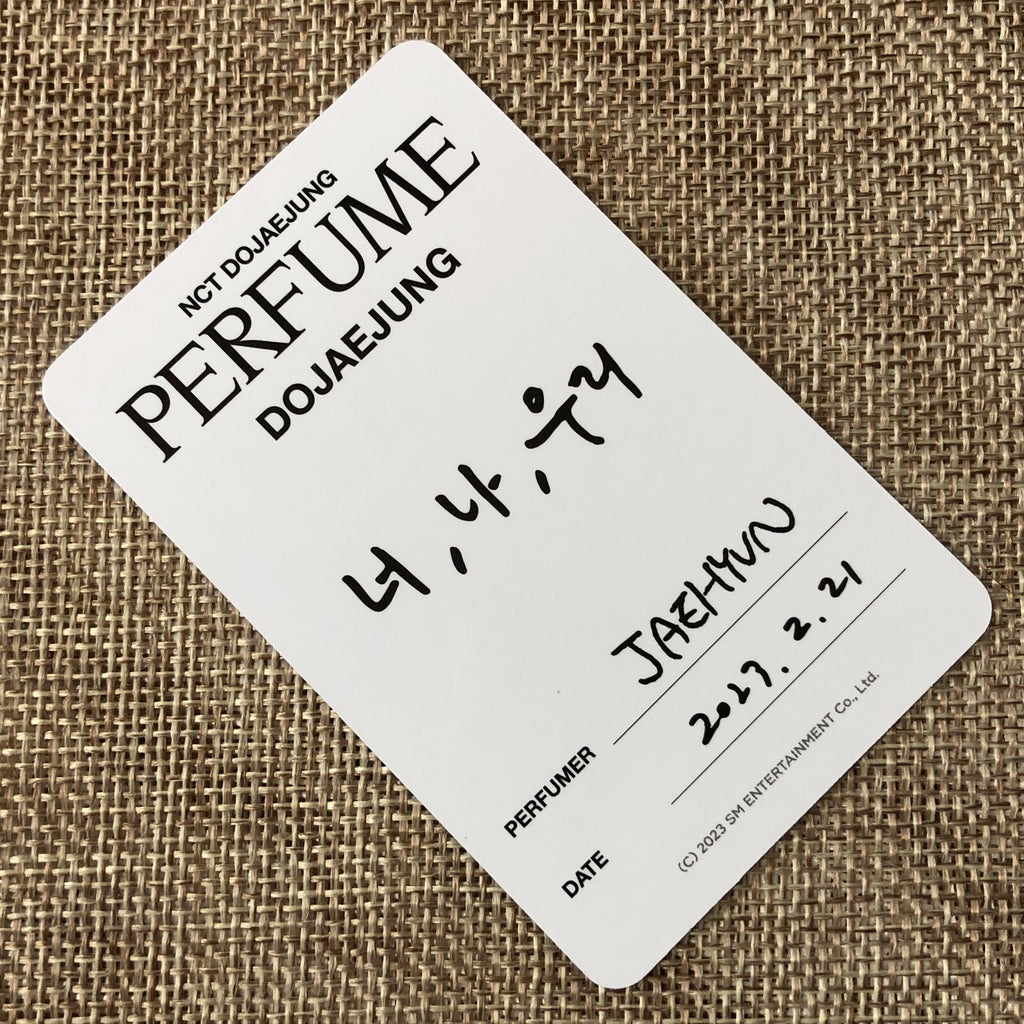 NCT DOJAEJUNG
PERFUME
DOJAEJUNG
너, 나, 우리
PERFUMER JAEHYUN
DATE 2023. 2. 21
(C) 2023 SM ENTERTAINMENT Co., Ltd.